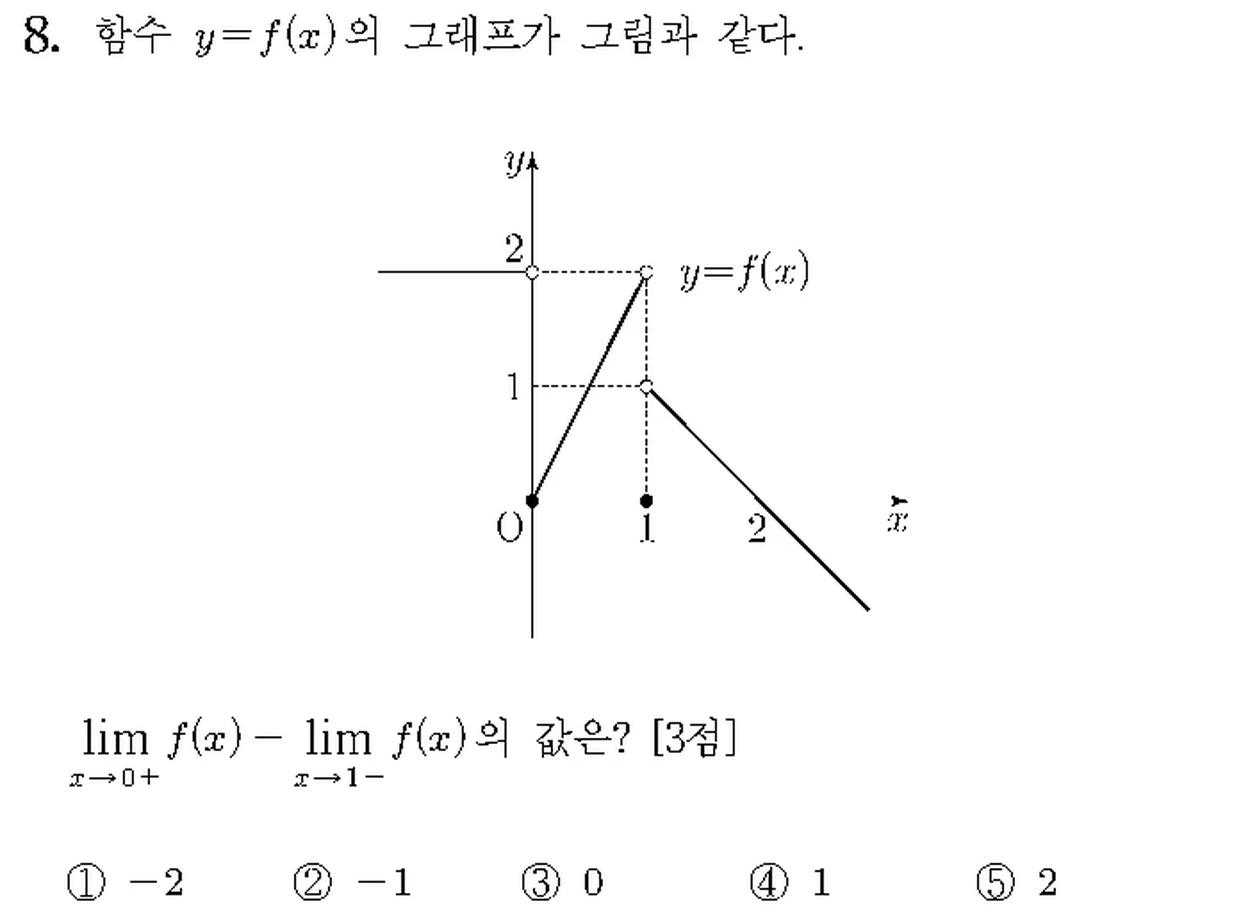 8. 함수 y=f(x)의 그래프가 그림과 같다.
y
2
y=f(x)
1
O 1 2 x
lim f(x) - lim f(x)의 값은? [3점]
x→0+ x→1-
① -2 ② -1 ③ 0 ④ 1 ⑤ 2